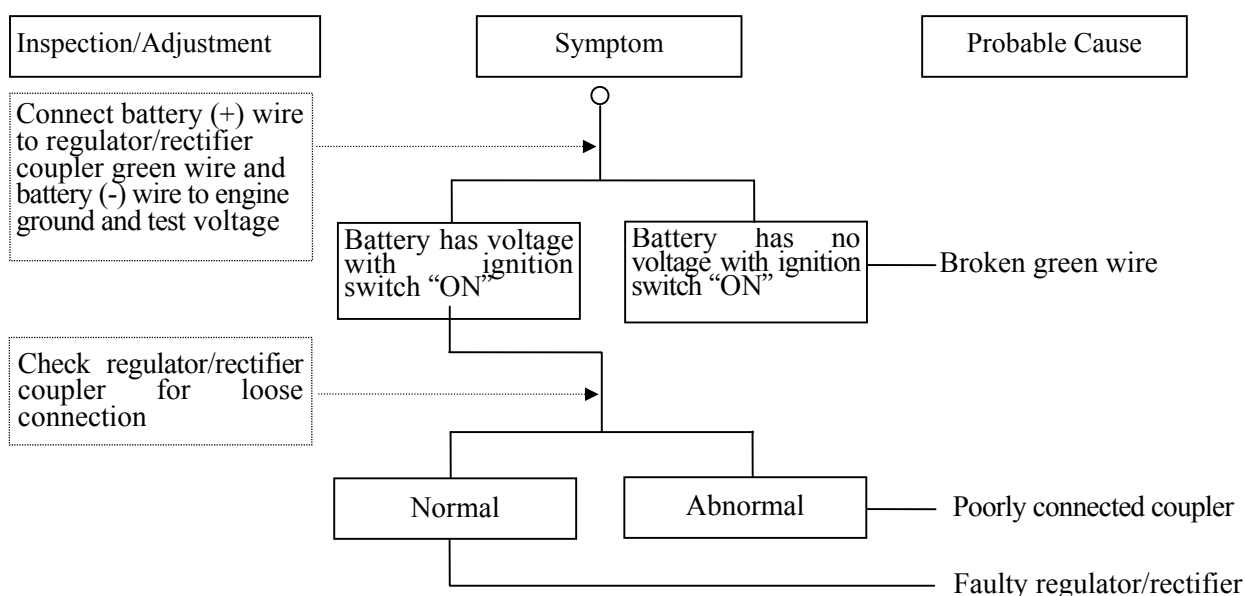 Inspection/Adjustment
Symptom
Probable Cause
Connect battery (+) wire
to regulator/rectifier
coupler green wire and
battery (-) wire to engine
ground and test voltage
Battery has voltage
with ignition
switch “ON”
Battery has no
voltage with ignition
switch “ON”
Broken green wire
Check regulator/rectifier
coupler for loose
connection
Normal
Abnormal
Poorly connected coupler
Faulty regulator/rectifier